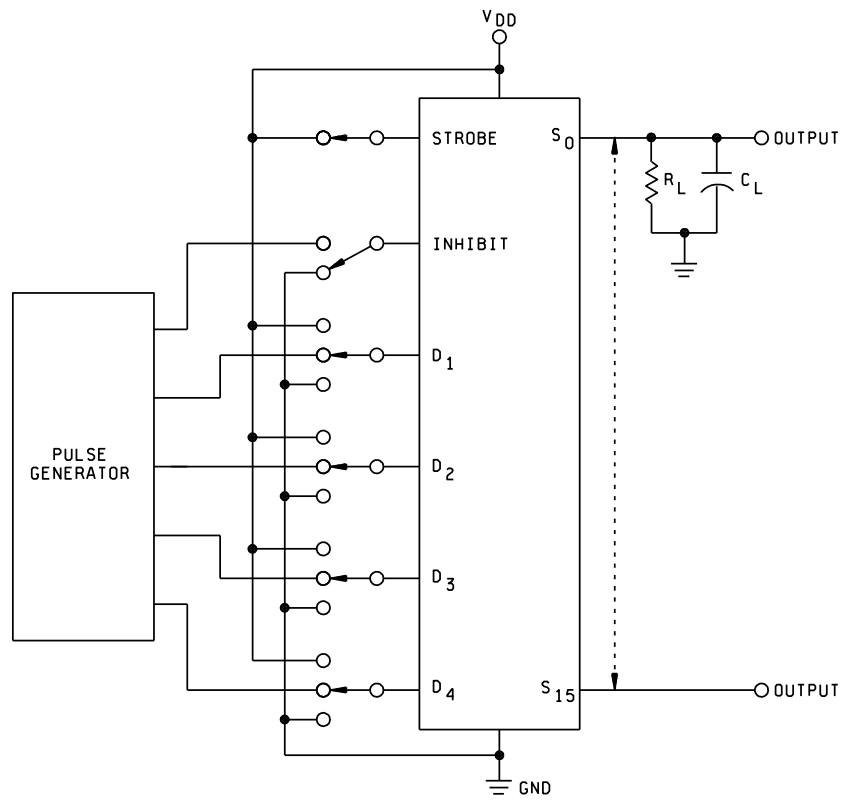 VDD
STROBE
S0
OUTPUT
RL
CL
INHIBIT
D1
PULSE
GENERATOR
D2
D3
D4
S15
OUTPUT
GND